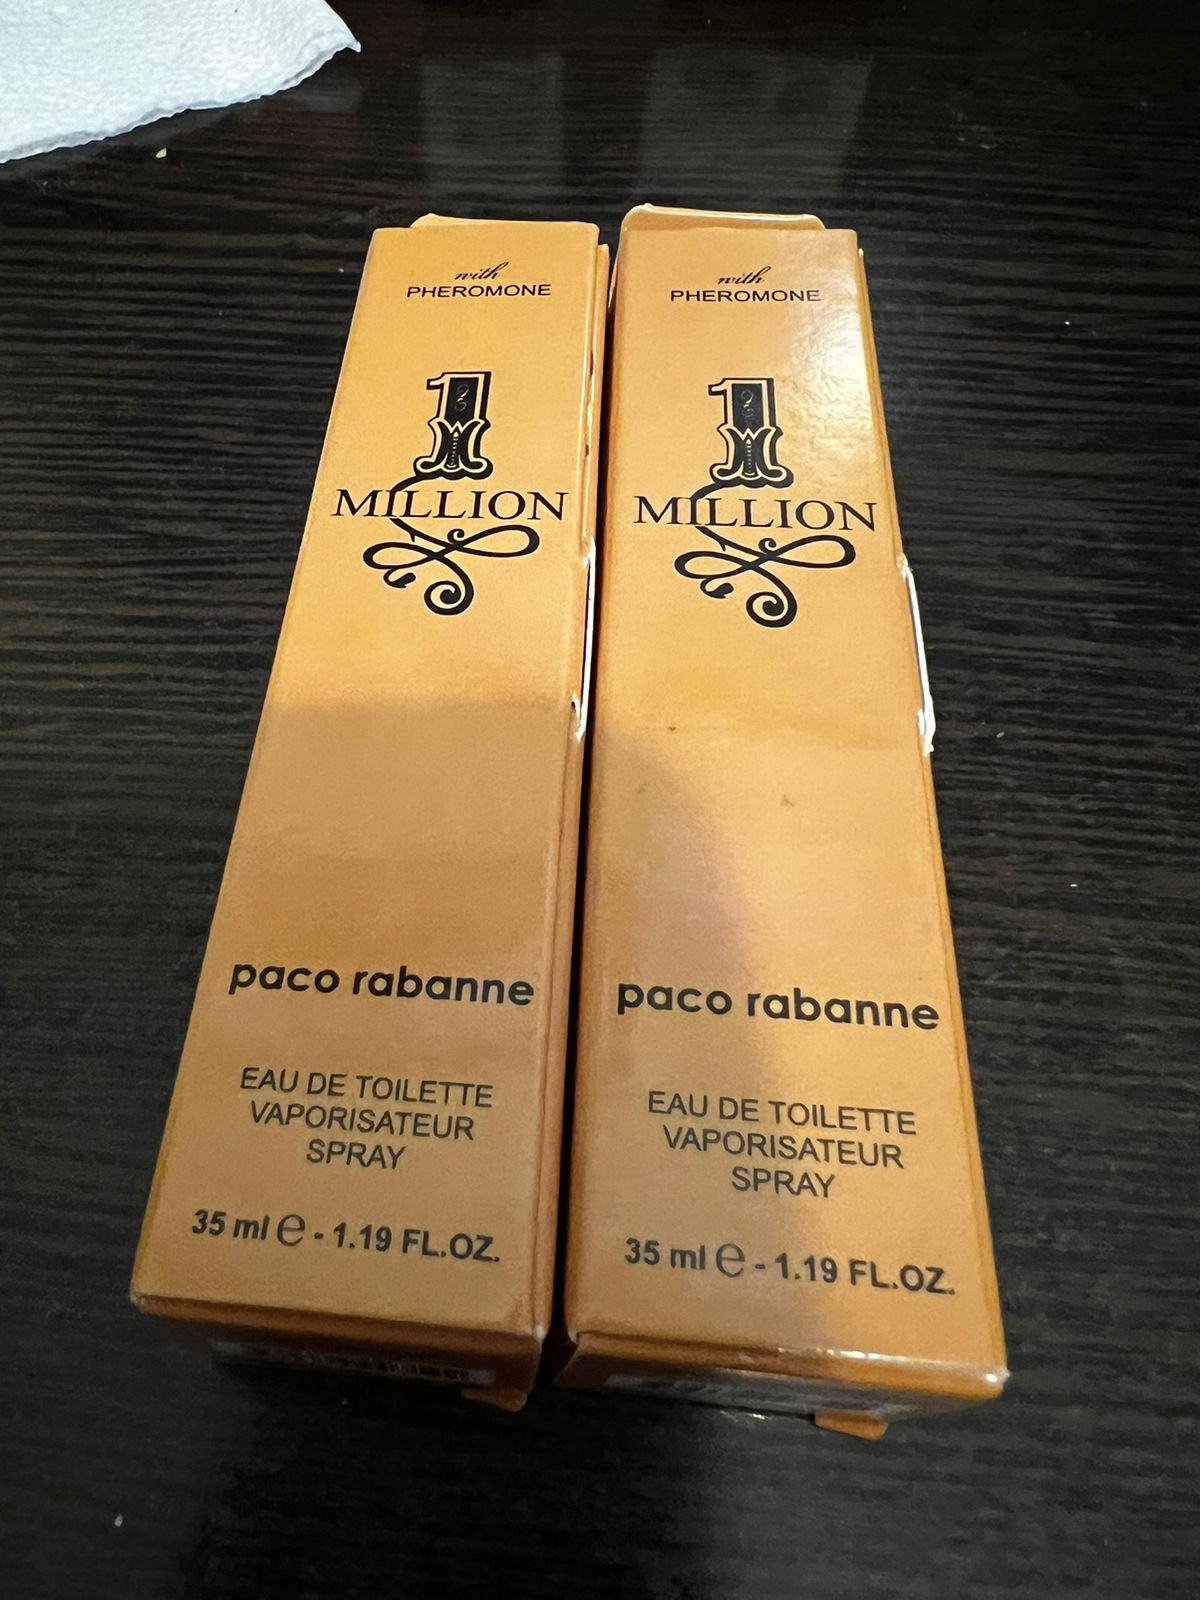 with
PHEROMONE
1
MILLION
paco rabanne
EAU DE TOILETTE
VAPORISATEUR
SPRAY
35 ml e - 1.19 FL.OZ.
with
PHEROMONE
1
MILLION
paco rabanne
EAU DE TOILETTE
VAPORISATEUR
SPRAY
35 ml e - 1.19 FL.OZ.